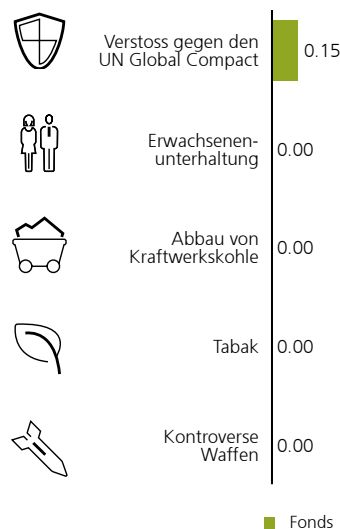 Verstoss gegen den
UN Global Compact
0.15
Erwachsenen-
unterhaltung
0.00
Abbau von
Kraftwerkskohle
0.00
Tabak
0.00
Kontroverse
Waffen
0.00
Fonds